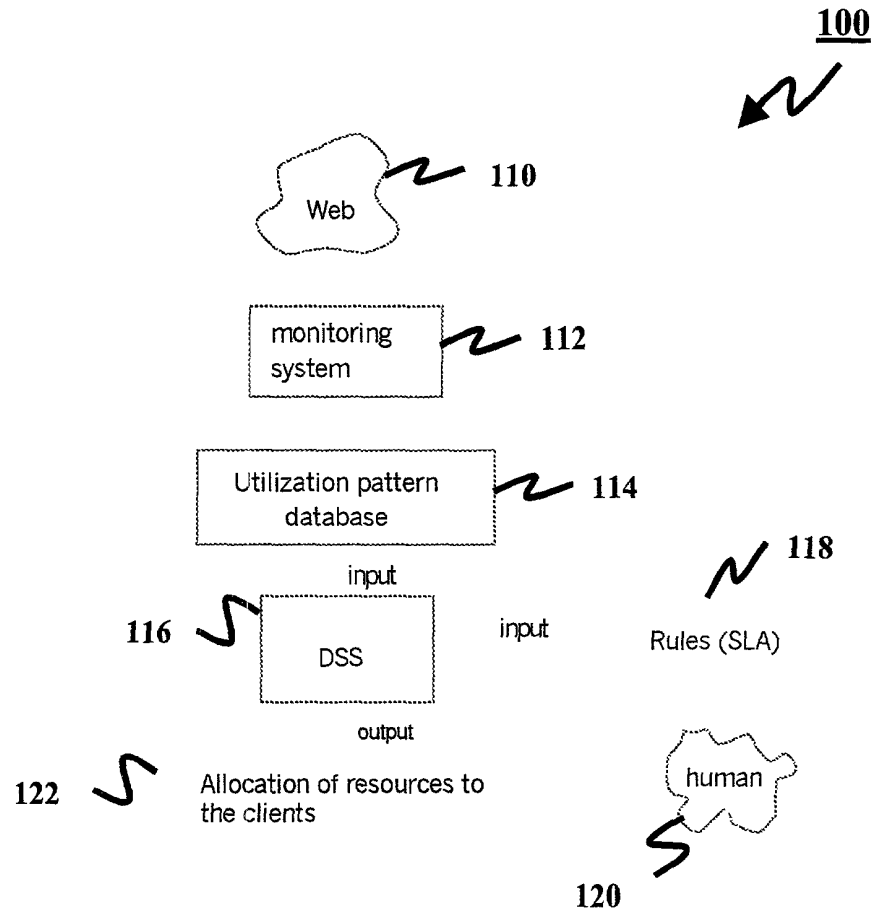 100
110
Web
monitoring
system
112
Utilization pattern
database
114
118
input
116
DSS
input
Rules (SLA)
output
122
Allocation of resources to
the clients
human
120